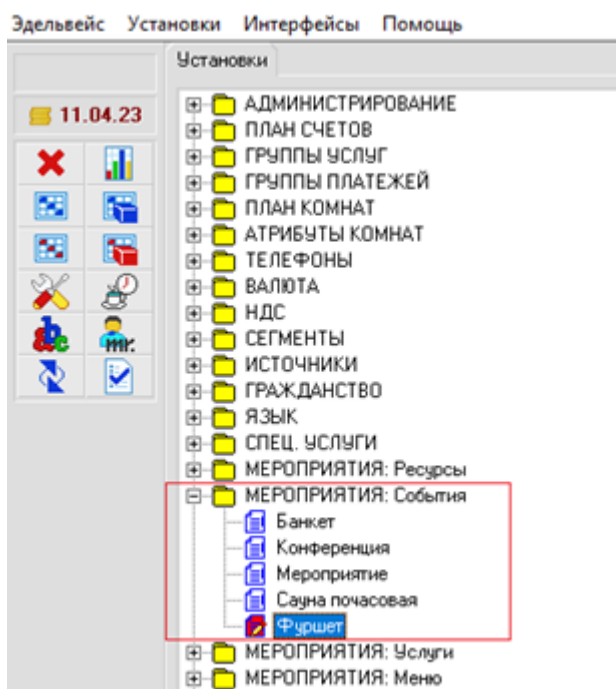 Эдельвейс Установки Интерфейсы Помощь
Установки
11.04.23
АДМИНИСТРИРОВАНИЕ
ПЛАН СЧЕТОВ
ГРУППЫ УСЛУГ
ГРУППЫ ПЛАТЕЖЕЙ
ПЛАН КОМНАТ
АТРИБУТЫ КОМНАТ
ТЕЛЕФОНЫ
ВАЛЮТА
НДС
СЕГМЕНТЫ
ИСТОЧНИКИ
ГРАЖДАНСТВО
ЯЗЫК
СПЕЦ. УСЛУГИ
МЕРОПРИЯТИЯ: Ресурсы
МЕРОПРИЯТИЯ: События
Банкет
Конференция
Мероприятие
Сауна почасовая
Фуршет
МЕРОПРИЯТИЯ: Услуги
МЕРОПРИЯТИЯ: Меню
abc
mr.